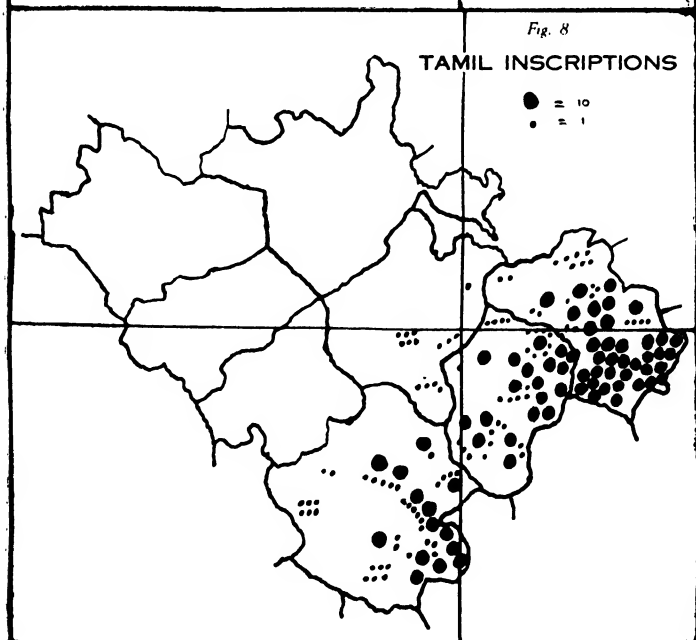 Fig. 8
TAMIL INSCRIPTIONS
= 10
= 1